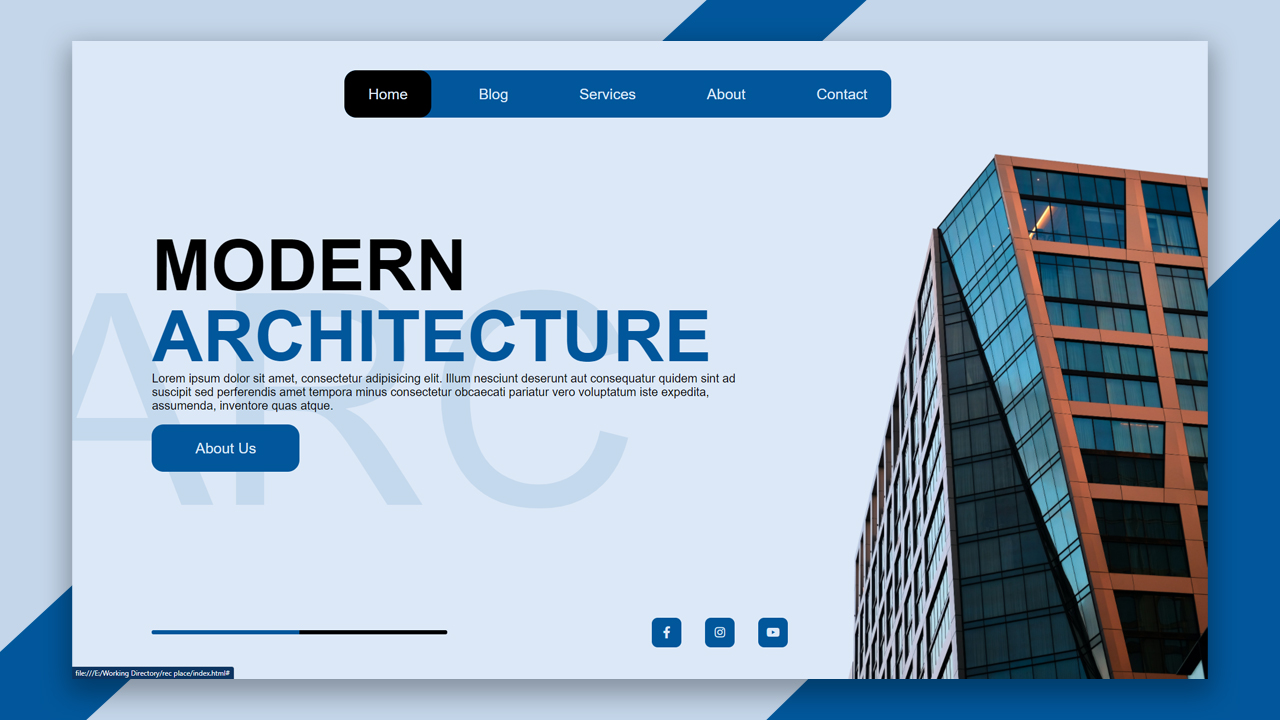 Home Blog Services About Contact
MODERN
ARC
ARCHITECTURE
Lorem ipsum dolor sit amet, consectetur adipisicing elit. Illum nesciunt deserunt aut consequatur quidem sint ad
suscipit sed perferendis amet tempora minus consectetur obcaecati pariatur vero voluptatum iste expedita,
assumenda, inventore quas atque.
About Us
file:///E:/Working Directory/rec place/index.html#